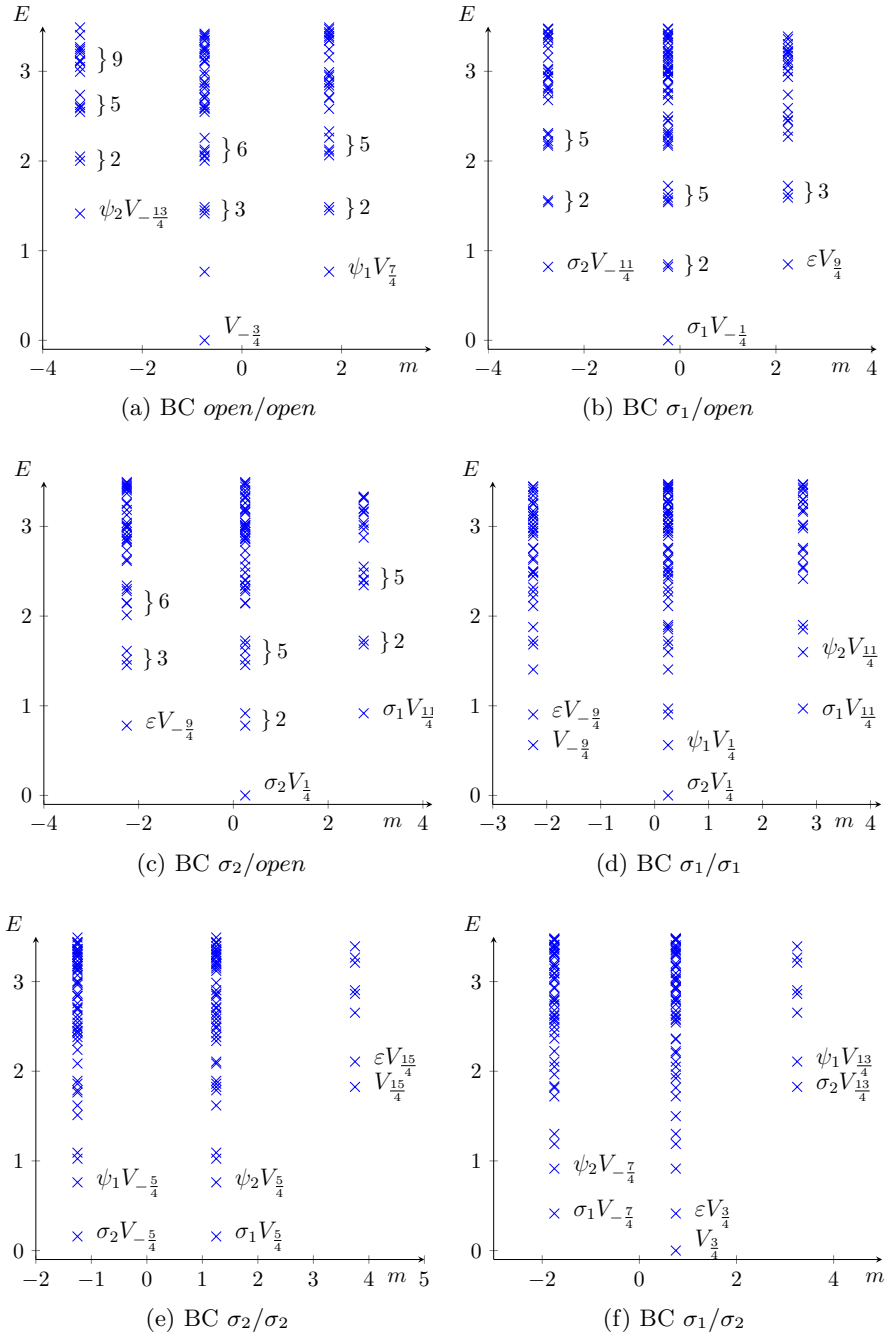 E
3
2
1
0
} 9
} 5
} 2
ψ₂V₋₁₃⁄₄
} 6
} 3
V₋₃⁄₄
} 5
} 2
ψ₁V₇⁄₄
−4 −2 0 2 m
(a) BC open/open
E
3
2
1
0
} 5
} 2
σ₂V₋₁₁⁄₄
} 5
} 2
σ₁V₋₁⁄₄
} 3
εV₉⁄₄
−4 −2 0 2 4 m
(b) BC σ₁/open
E
3
2
1
0
} 6
} 3
εV₋₉⁄₄
} 5
} 2
σ₂V₁⁄₄
} 5
} 2
σ₁V₁₁⁄₄
−4 −2 0 2 m 4
(c) BC σ₂/open
E
3
2
1
0
εV₋₉⁄₄
V₋₉⁄₄
ψ₁V₁⁄₄
σ₂V₁⁄₄
ψ₂V₁₁⁄₄
σ₁V₁₁⁄₄
−3 −2 −1 0 1 2 3 m 4
(d) BC σ₁/σ₁
E
3
2
1
0
ψ₁V₋₅⁄₄
σ₂V₋₅⁄₄
ψ₂V₅⁄₄
σ₁V₅⁄₄
εV₁₅⁄₄
V₁₅⁄₄
−2 −1 0 1 2 3 4 m 5
(e) BC σ₂/σ₂
E
3
2
1
0
ψ₂V₋₇⁄₄
σ₁V₋₇⁄₄
εV₃⁄₄
V₃⁄₄
ψ₁V₁₃⁄₄
σ₂V₁₃⁄₄
−2 0 2 4 m
(f) BC σ₁/σ₂